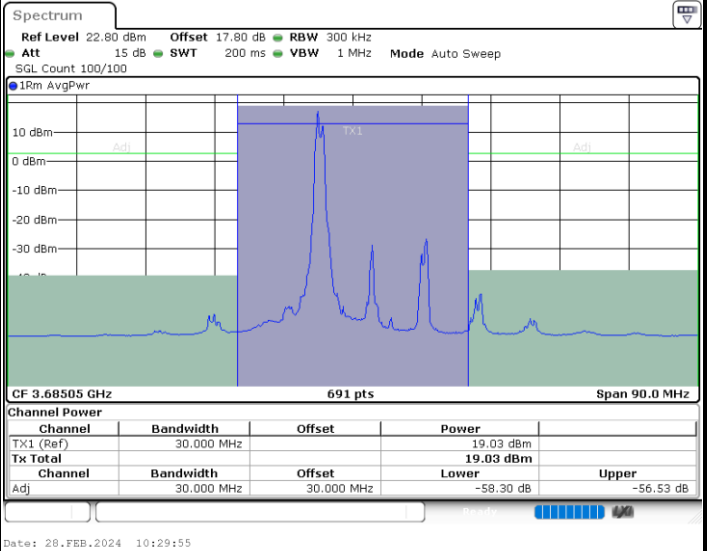 Spectrum
Ref Level 22.80 dBm Offset 17.80 dB RBW 300 kHz
Att 15 dB SWT 200 ms VBW 1 MHz Mode Auto Sweep
SGL Count 100/100
1Rm AvgPwr
10 dBm
TX1
Adj
Adj
0 dBm
-10 dBm
-20 dBm
-30 dBm
CF 3.68505 GHz 691 pts Span 90.0 MHz
Channel Power
Channel Bandwidth Offset Power
TX1 (Ref) 30.000 MHz 19.03 dBm
Tx Total 19.03 dBm
Channel Bandwidth Offset Lower Upper
Adj 30.000 MHz 30.000 MHz -58.30 dB -56.53 dB
Ready
Date: 28.FEB.2024 10:29:55